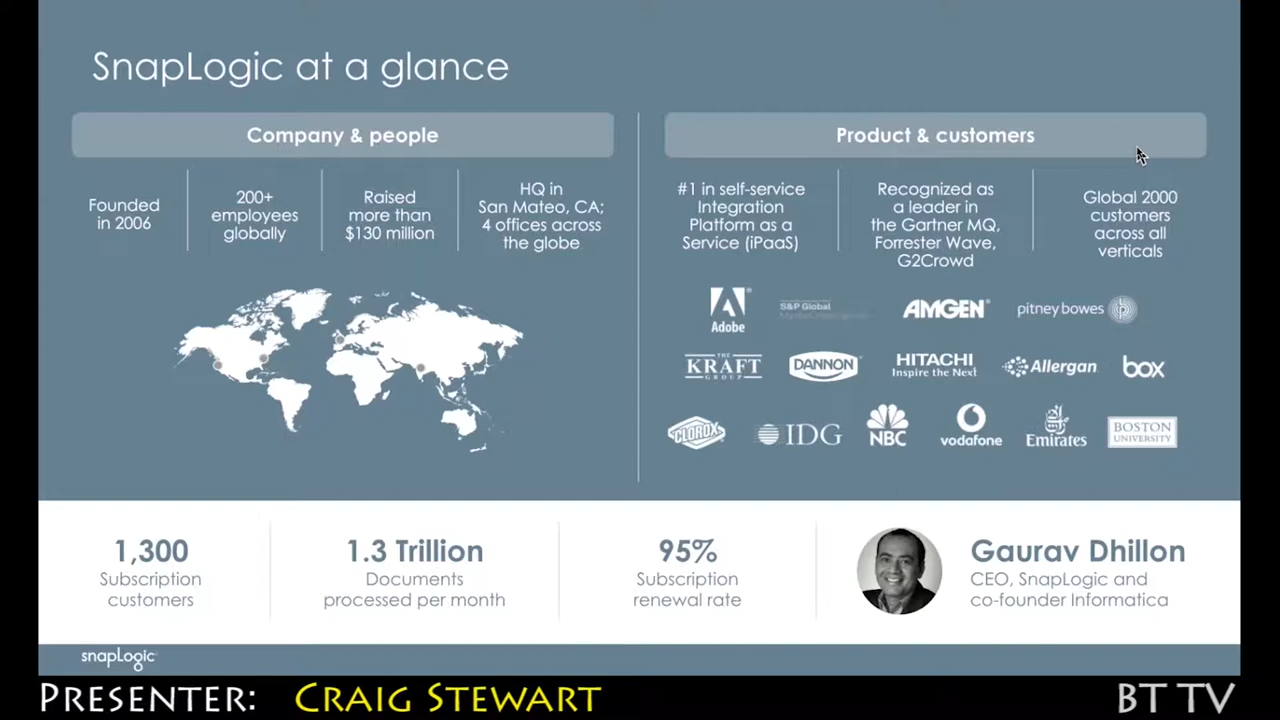 SnapLogic at a glance
Company & people
Founded
in 2006
200+
employees
globally
Raised
more than
$130 million
HQ in
San Mateo, CA;
4 offices across
the globe
Product & customers
#1 in self-service
Integration
Platform as a
Service (iPaaS)
Recognized as
a leader in
the Gartner MQ,
Forrester Wave,
G2Crowd
Global 2000
customers
across all
verticals
Adobe
S&P Global
Market Intelligence
AMGEN
pitney bowes
THE
KRAFT
GROUP
DANNON
HITACHI
Inspire the Next
Allergan
box
CLOROX
IDG
NBC
vodafone
Emirates
BOSTON
UNIVERSITY
1,300
Subscription
customers
1.3 Trillion
Documents
processed per month
95%
Subscription
renewal rate
Gaurav Dhillon
CEO, SnapLogic and
co-founder Informatica
snapLogic
PRESENTER: CRAIG STEWART
BT TV